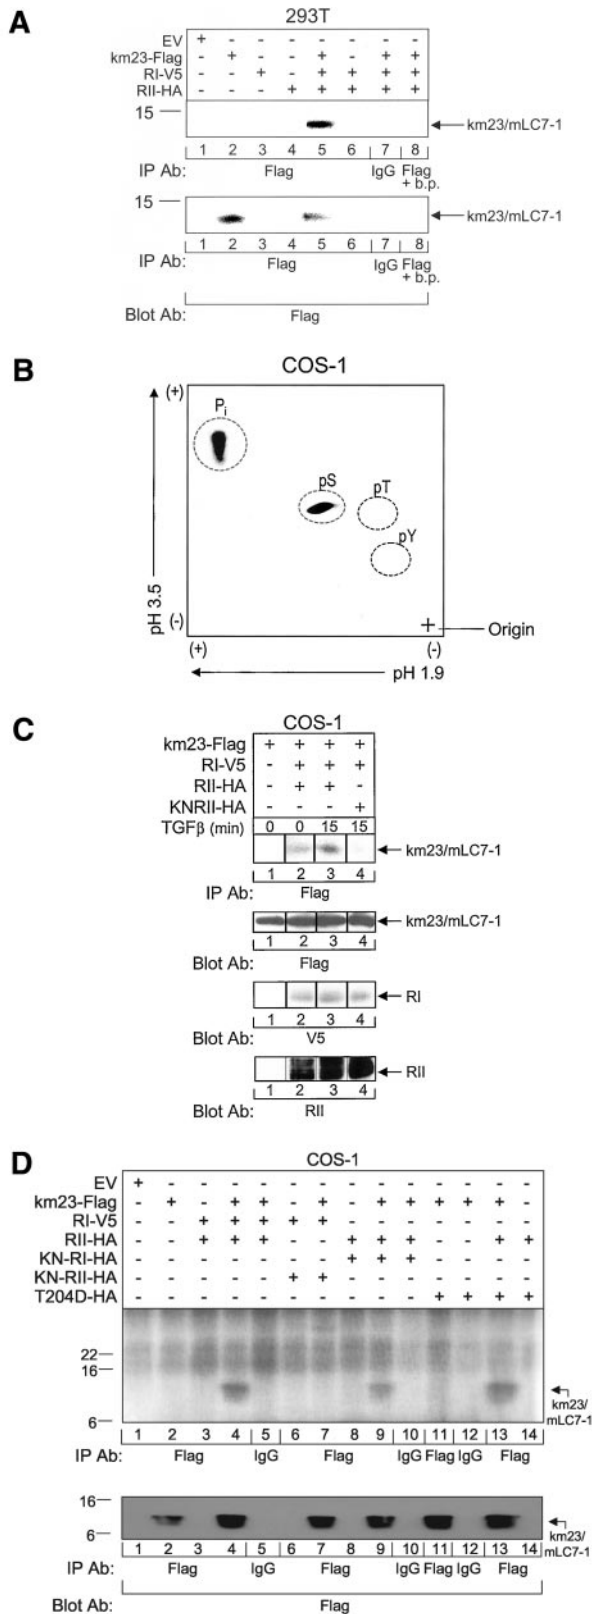 A
293T
EV + - - - - - - -
km23-Flag - + - - + - + +
RI-V5 - - + - + + + +
RII-HA - - - + + + + +
15
km23/mLC7-1
1 2 3 4 5 6 7 8
IP Ab: Flag IgG Flag
+ b.p.
15
km23/mLC7-1
1 2 3 4 5 6 7 8
IP Ab: Flag IgG Flag
+ b.p.
Blot Ab: Flag
B
COS-1
(+)
Pi
pS pT
pY
pH 3.5
(-)
+ Origin
(+) (-)
pH 1.9
C
COS-1
km23-Flag + + + +
RI-V5 - + + +
RII-HA - + + -
KNRII-HA - - - +
TGFβ (min) 0 0 15 15
km23/mLC7-1
1 2 3 4
IP Ab: Flag
km23/mLC7-1
1 2 3 4
Blot Ab: Flag
RI
1 2 3 4
Blot Ab: V5
RII
1 2 3 4
Blot Ab: RII
D
COS-1
EV + - - - - - - - - - - - - -
km23-Flag - + - + + - + - + + + + + -
RI-V5 - - + + + + + - - - - - - -
RII-HA - - + + + - - + + + - - + +
KN-RI-HA - - - - - - - + + + - - - -
KN-RII-HA - - - - - + + - - - - - - -
T204D-HA - - - - - - - - - - + + + +
22
16
km23/
mLC7-1
6
1 2 3 4 5 6 7 8 9 10 11 12 13 14
IP Ab: Flag IgG Flag IgG Flag IgG Flag
16
6
km23/
mLC7-1
1 2 3 4 5 6 7 8 9 10 11 12 13 14
IP Ab: Flag IgG Flag IgG Flag IgG Flag
Blot Ab: Flag